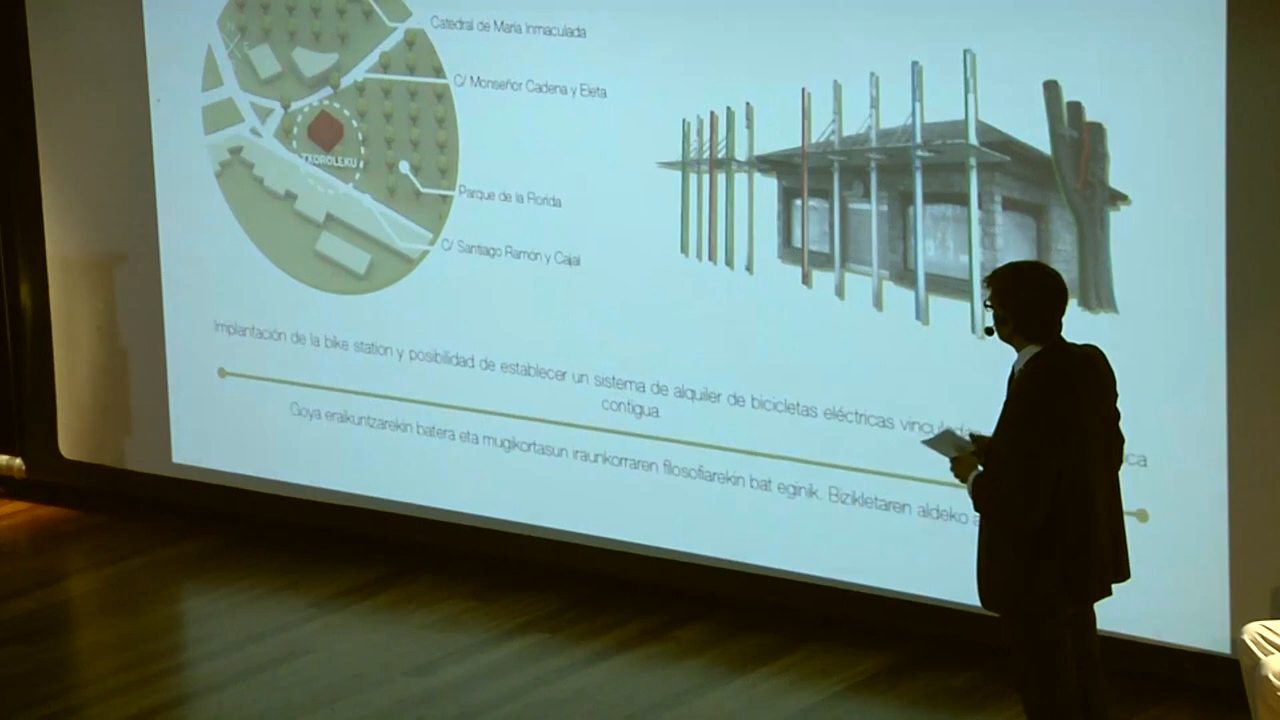 Catedral de Maria Inmaculada
C/ Monseñor Cadena y Eleta
TXOROLEKU
Parque de la Florida
C/ Santiago Ramón y Cajal
Implantación de la bike station y posibilidad de establecer un sistema de alquiler de bicicletas eléctricas
contigua.
Goya eraikuntzarekin batera eta mugikortasun iraunkorraren filosofiarekin bat eginik. Bizikletaren aldeko